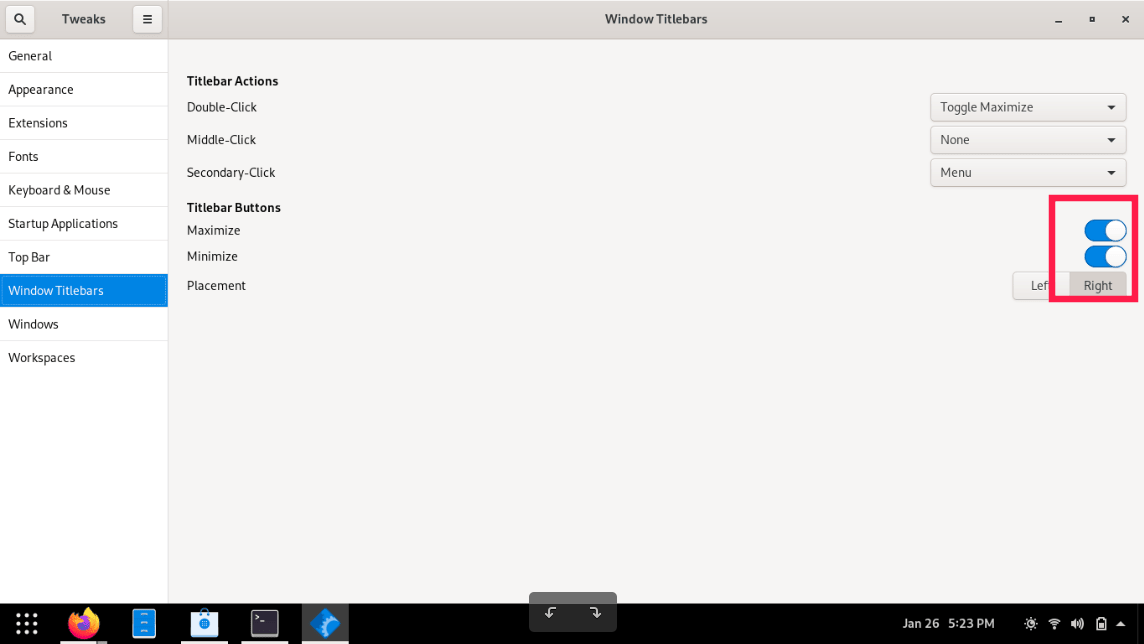 Tweaks
Window Titlebars
General
Appearance
Extensions
Fonts
Keyboard & Mouse
Startup Applications
Top Bar
Window Titlebars
Windows
Workspaces
Titlebar Actions
Double-Click
Toggle Maximize
Middle-Click
None
Secondary-Click
Menu
Titlebar Buttons
Maximize
Minimize
Placement
Left
Right
>_
Jan 26 5:23 PM